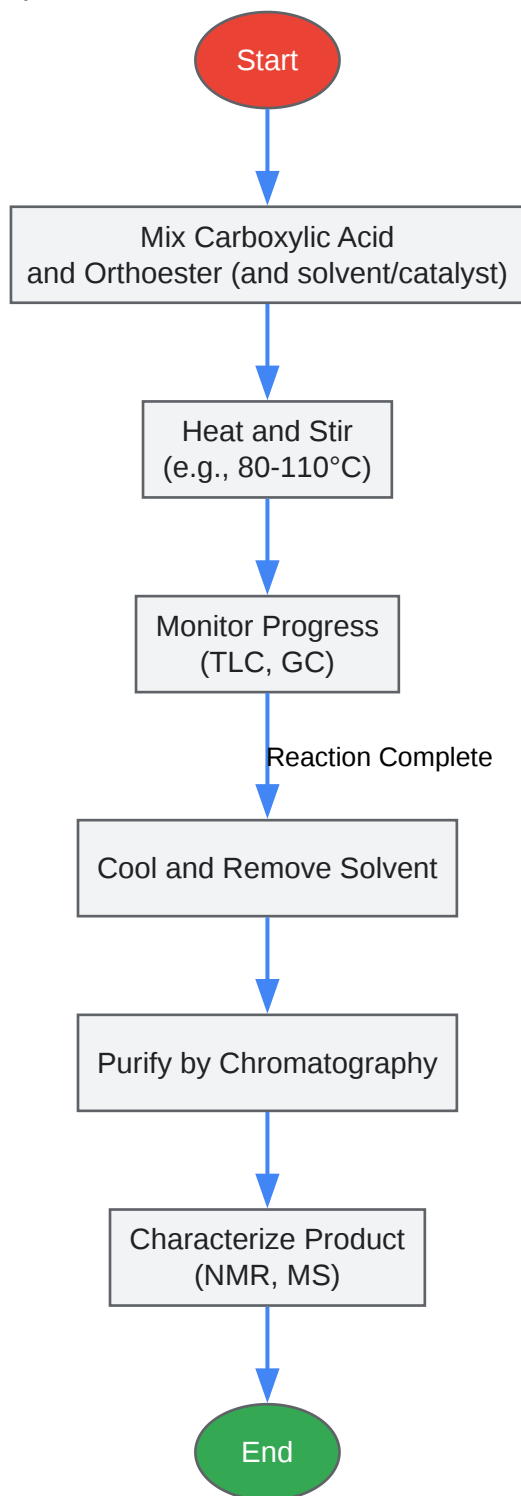 Start
Mix Carboxylic Acid
and Orthoester (and solvent/catalyst)
Heat and Stir
(e.g., 80-110°C)
Monitor Progress
(TLC, GC)
Reaction Complete
Cool and Remove Solvent
Purify by Chromatography
Characterize Product
(NMR, MS)
End